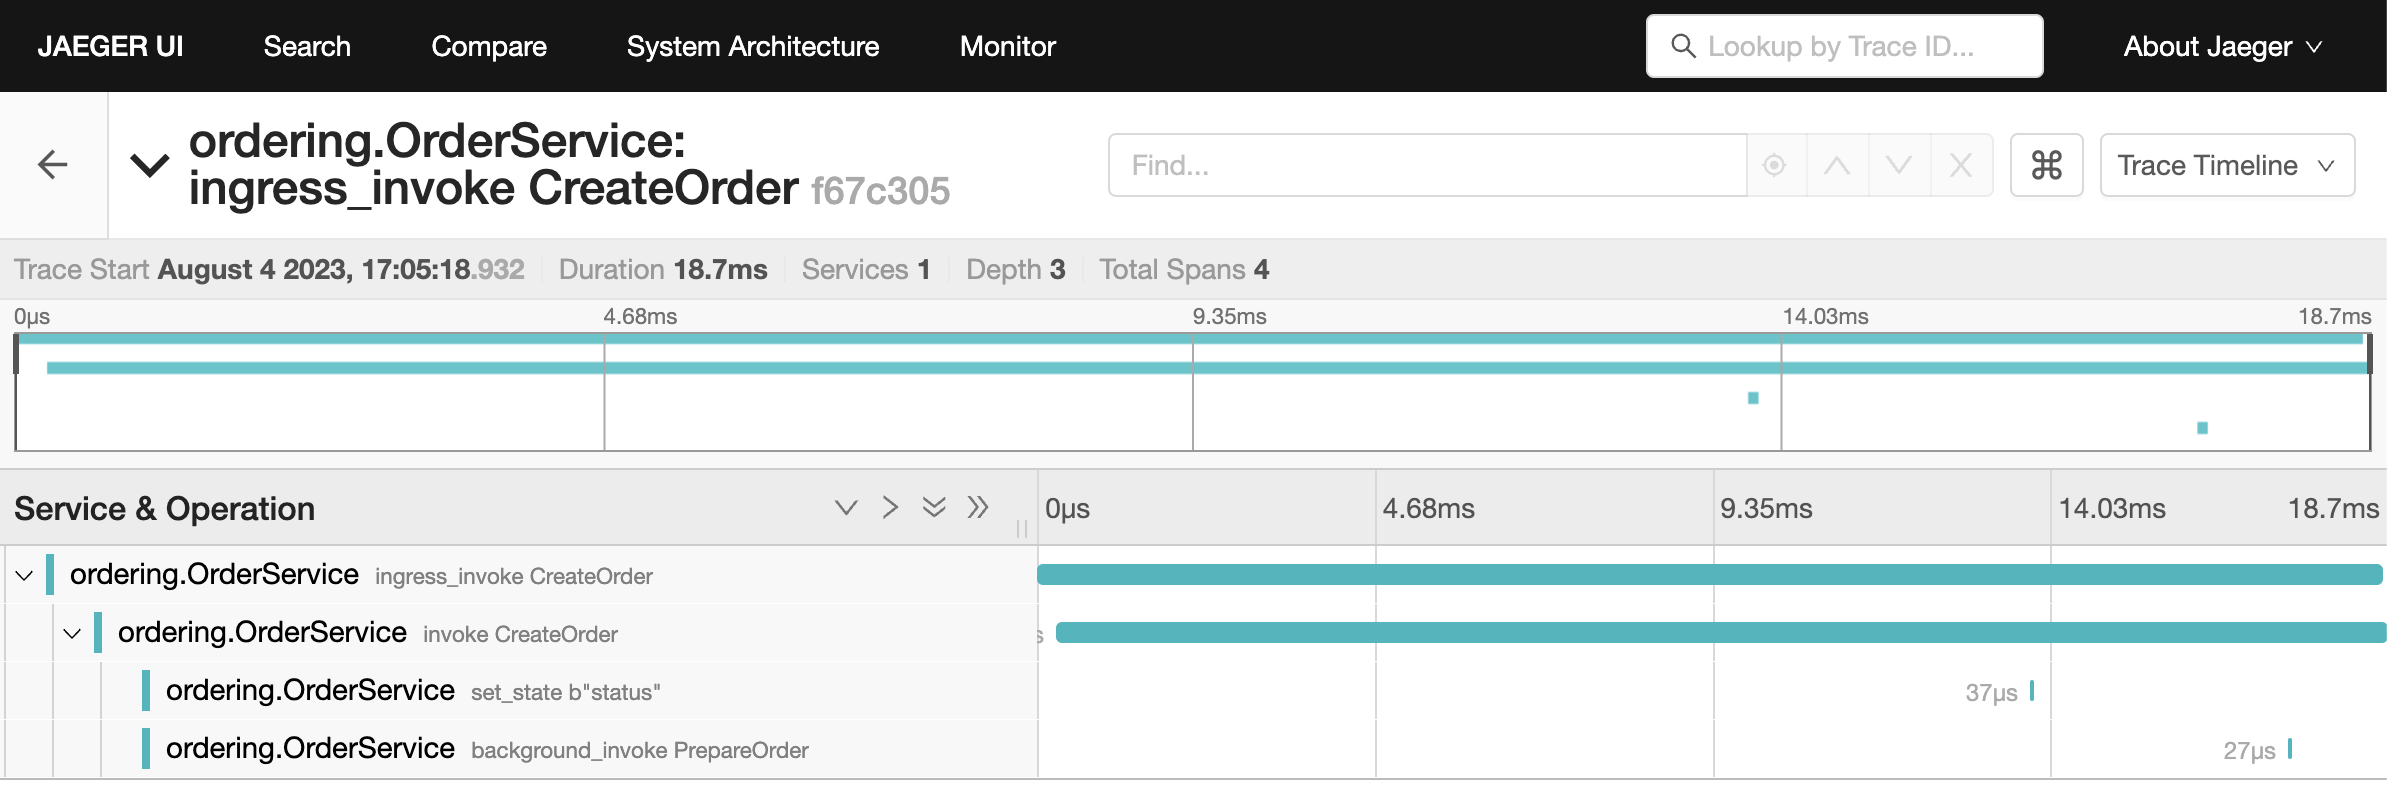 JAEGER UI Search Compare System Architecture Monitor Lookup by Trace ID... About Jaeger
ordering.OrderService:
ingress_invoke CreateOrder f67c305
Find... ⌘ Trace Timeline
Trace Start August 4 2023, 17:05:18.932 Duration 18.7ms Services 1 Depth 3 Total Spans 4
0μs 4.68ms 9.35ms 14.03ms 18.7ms
Service & Operation 0μs 4.68ms 9.35ms 14.03ms 18.7ms
ordering.OrderService ingress_invoke CreateOrder
ordering.OrderService invoke CreateOrder s
ordering.OrderService set_state b"status" 37μs
ordering.OrderService background_invoke PrepareOrder 27μs